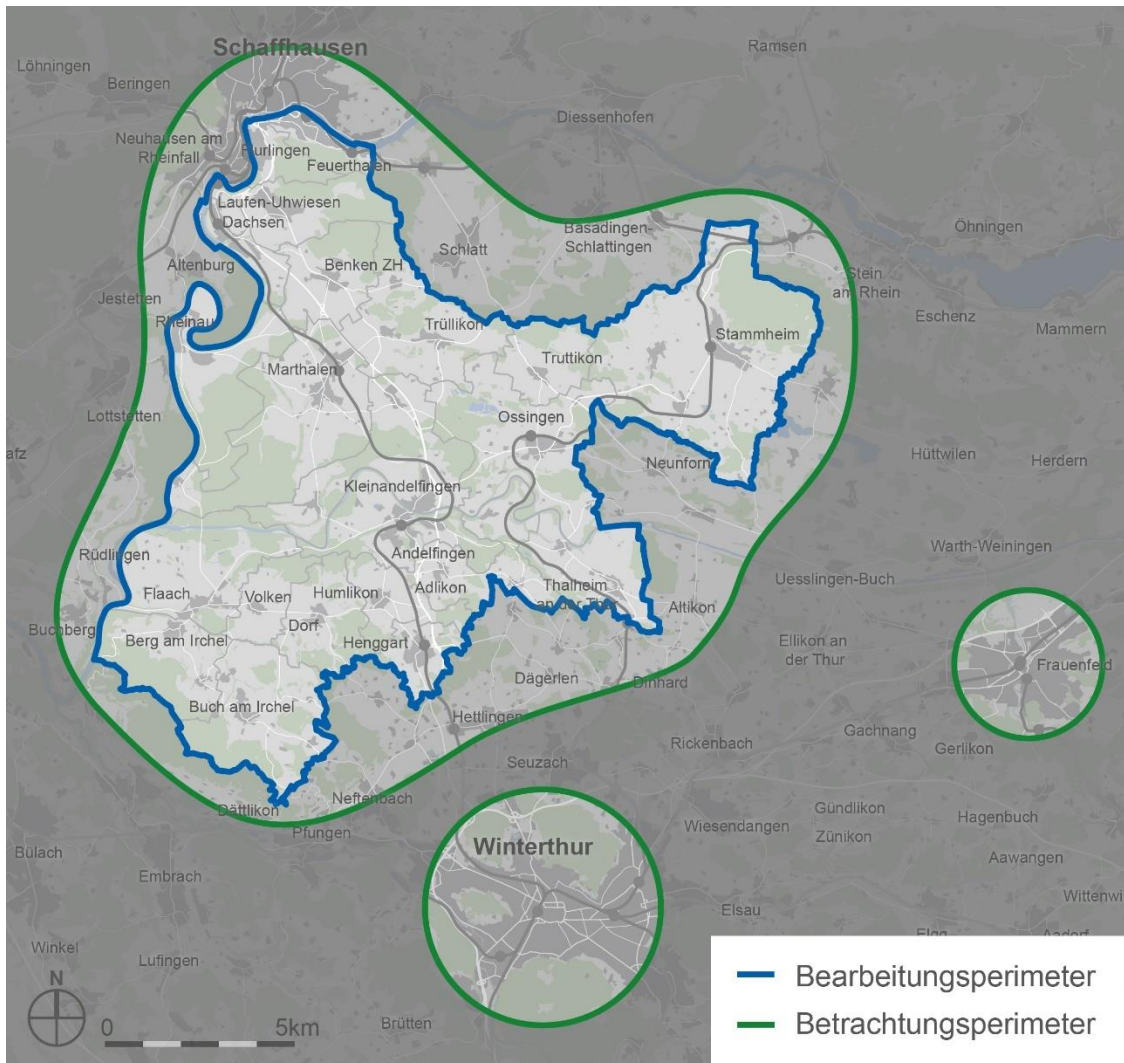 Schaffhausen
Ramsen
Löhningen
Beringen
Diessenhofen
Neuhausen am
Rheinfall
Flurlingen
Feuerthalen
Laufen-Uhwiesen
Dachsen
Basadingen-
Schlattingen
Öhningen
Schlatt
Altenburg
Benken ZH
Stein
am Rhein
Jestetten
Rheinau
Eschenz
Mammern
Trüllikon
Stammheim
Truttikon
Marthalen
Lottstetten
Ossingen
afz
Neunforn
Hüttwilen
Herdern
Kleinandelfingen
Rüdlingen
Andelfingen
Warth-Weiningen
Flaach
Volken
Humlikon
Adlikon
Thalheim
an der Thur
Uesslingen-Buch
Altikon
Buchberg
Berg am Irchel
Dorf
Henggart
Ellikon an
der Thur
Frauenfeld
Dägerlen
Dinhard
Buch am Irchel
Hettlingen
Rickenbach
Gachnang
Gerlikon
Seuzach
Neftenbach
Dättlikon
Pfungen
Gündlikon
Hagenbuch
Wiesendangen
Zünikon
Winterthur
Bülach
Aawangen
Embrach
Wittenwi
Elsau
Elgg
Aadorf
Winkel
Lufingen
N
0 5km
Brütten
Bearbeitungsperimeter
Betrachtungsperimeter